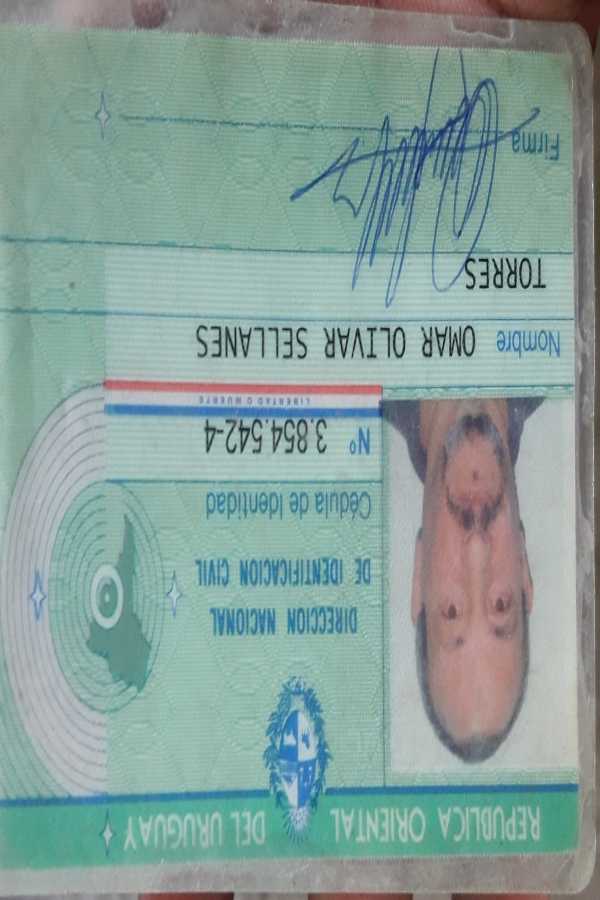 REPUBLICA ORIENTAL DEL URUGUAY
DIRECCION NACIONAL
DE IDENTIFICACION CIVIL
Cédula de Identidad
Nº 3.854.542-4
LIBERTAD O MUERTE
Nombre OMAR OLIVAR SELLANES
TORRES
Firma